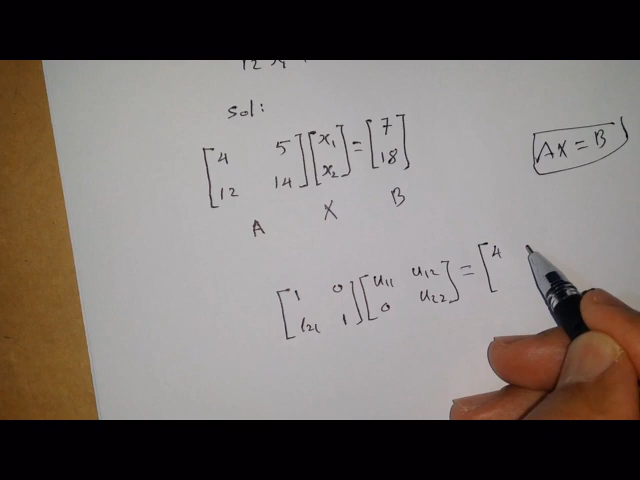 sol:
[4 5; 12 14] [x₁; x₂] = [7; 18]
A X B
AX = B
[1 0; l₂₁ 1] [u₁₁ u₁₂; 0 u₂₂] = [4